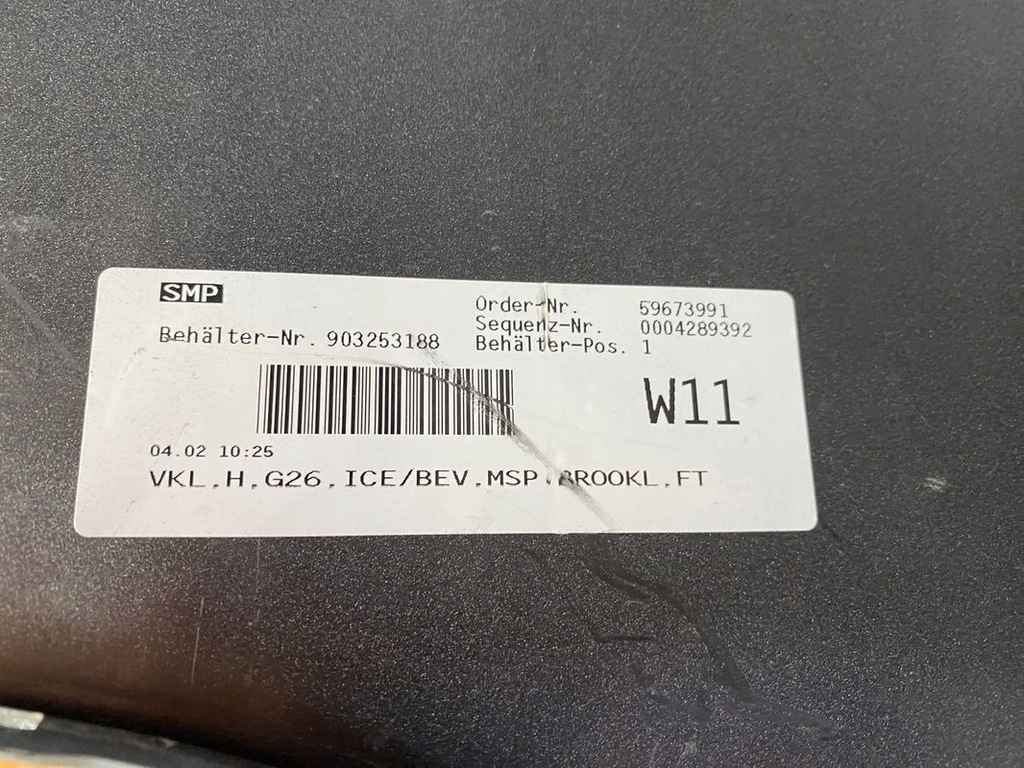 SMP
Order-Nr. 59673991
Sequenz-Nr. 0004289392
Behälter-Nr. 903253188
Behälter-Pos. 1
W11
04.02 10:25
VKL.H.G26.ICE/BEV.MSP.BROOKL.FT